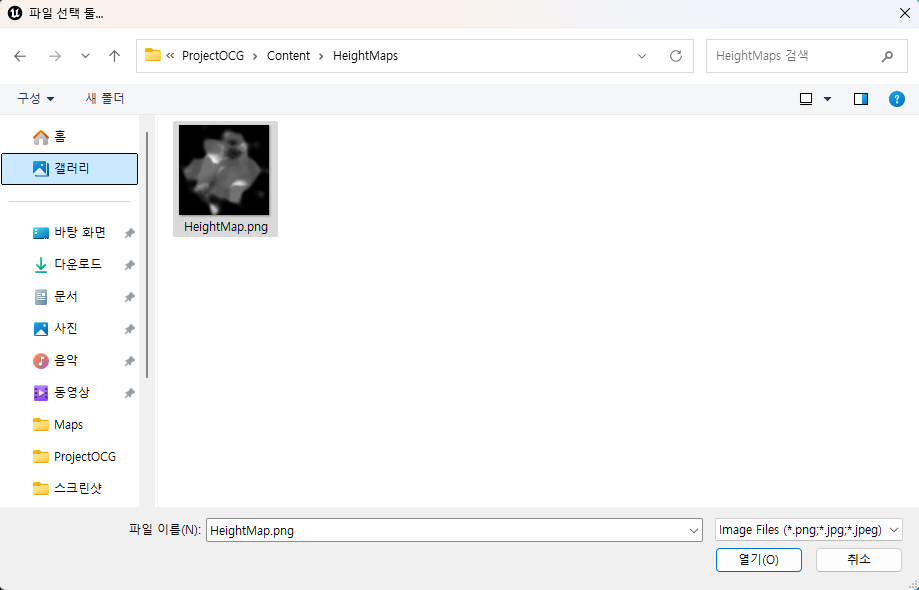 파일 선택 툴...
« ProjectOCG › Content › HeightMaps
HeightMaps 검색
구성
새 폴더
홈
갤러리
바탕 화면
다운로드
문서
사진
음악
동영상
Maps
ProjectOCG
스크린샷
HeightMap.png
파일 이름(N):
HeightMap.png
Image Files (*.png;*.jpg;*.jpeg)
열기(O)
취소